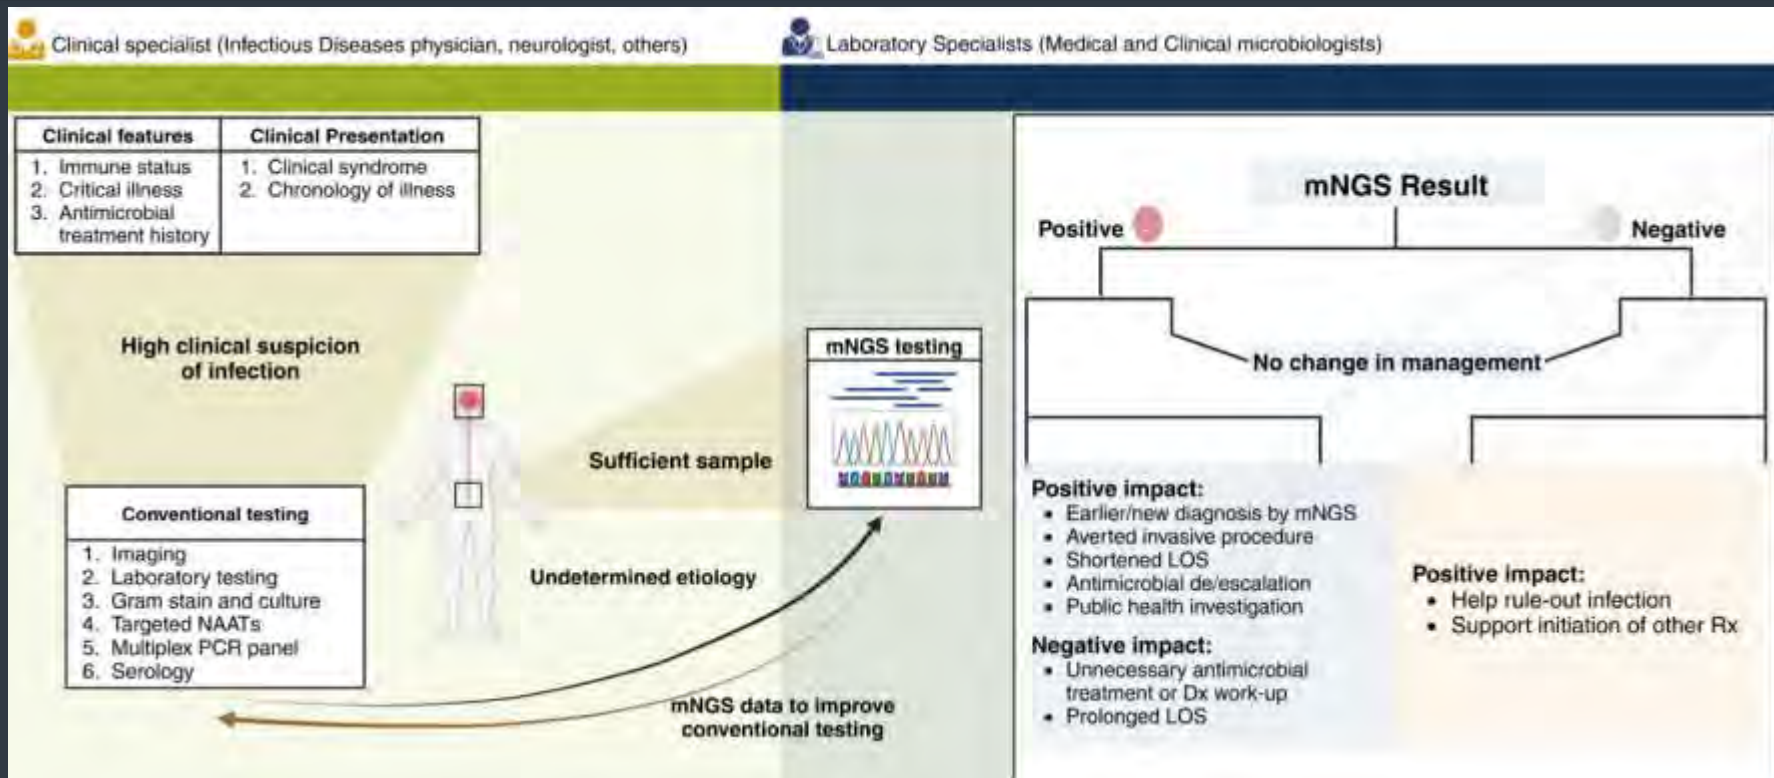 Clinical specialist (Infectious Diseases physician, neurologist, others)
Laboratory Specialists (Medical and Clinical microbiologists)
Clinical features
1. Immune status
2. Critical illness
3. Antimicrobial
treatment history
Clinical Presentation
1. Clinical syndrome
2. Chronology of illness
High clinical suspicion
of infection
Conventional testing
1. Imaging
2. Laboratory testing
3. Gram stain and culture
4. Targeted NAATs
5. Multiplex PCR panel
6. Serology
Sufficient sample
Undetermined etiology
mNGS data to improve
conventional testing
mNGS testing
mNGS Result
Positive
Negative
No change in management
Positive impact:
• Earlier/new diagnosis by mNGS
• Averted invasive procedure
• Shortened LOS
• Antimicrobial de/escalation
• Public health investigation
Negative impact:
• Unnecessary antimicrobial
treatment or Dx work-up
• Prolonged LOS
Positive impact:
• Help rule-out infection
• Support initiation of other Rx